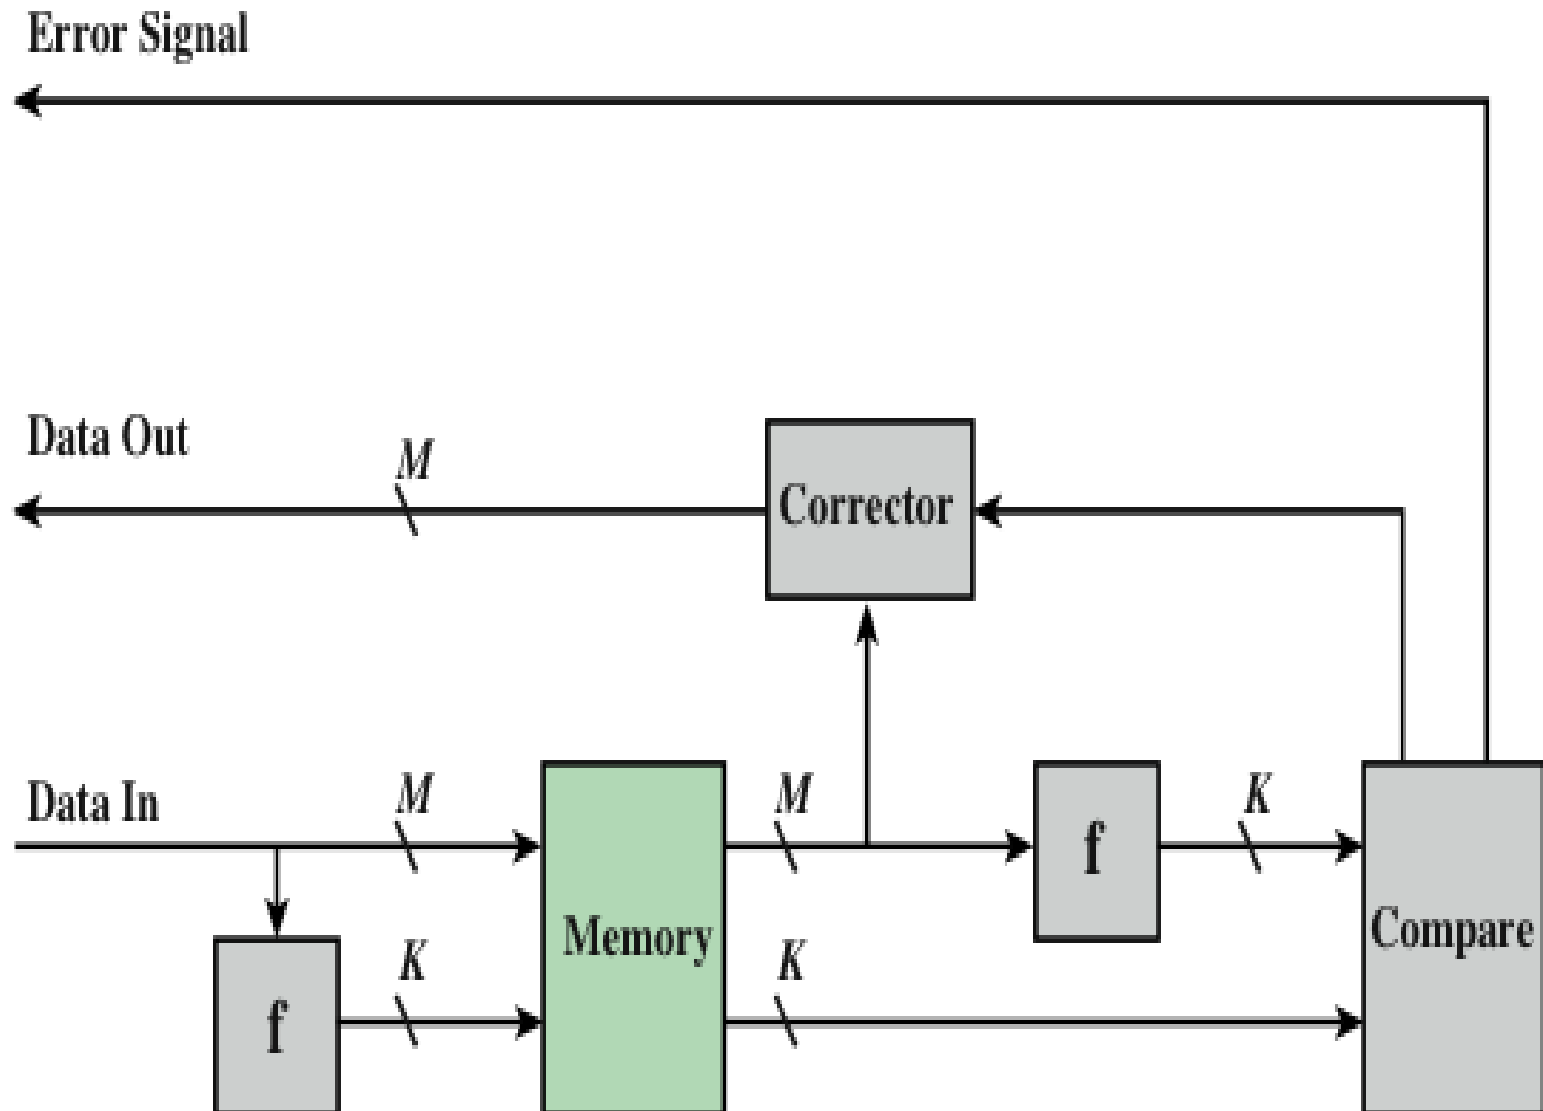 Error Signal
Data Out
M
Corrector
Data In
M
M
K
f
Memory
Compare
K
K
f